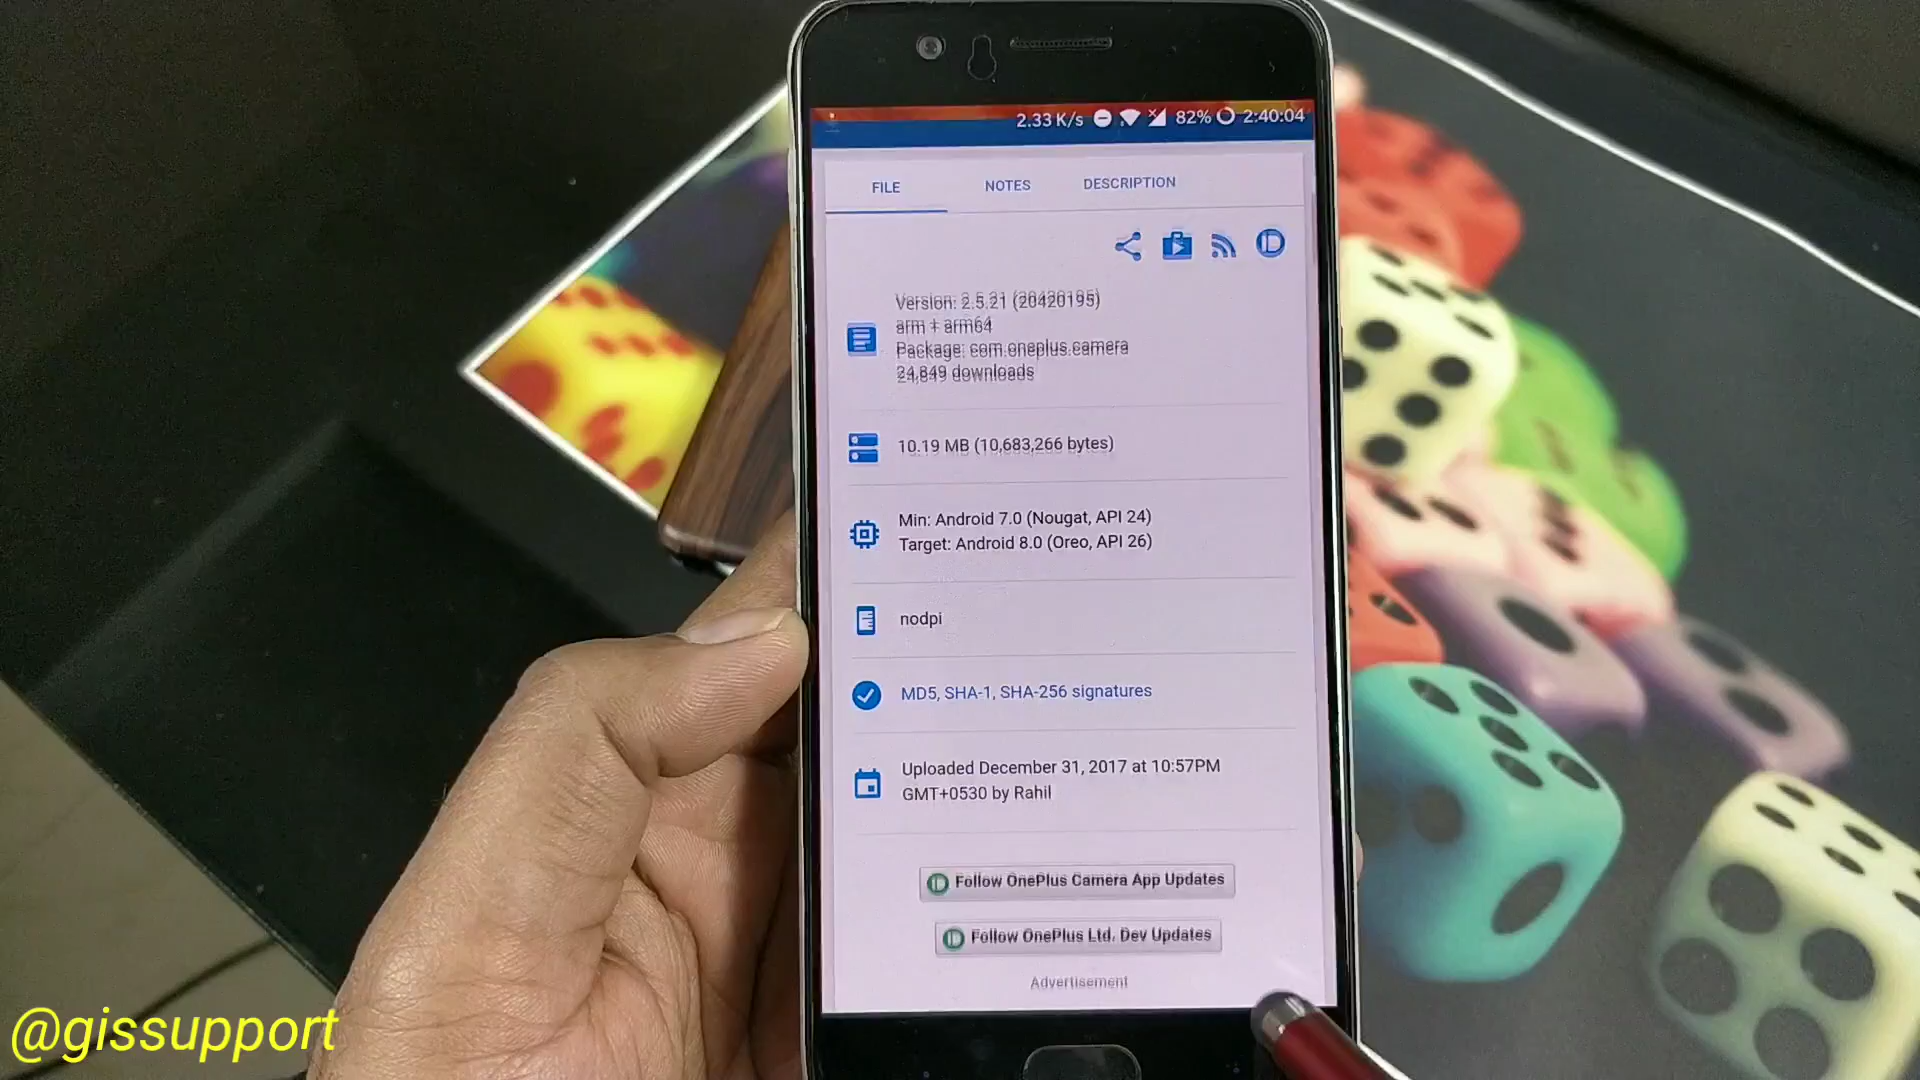 2.33 K/s 82% 2:40:04
FILE NOTES DESCRIPTION
Version: 2.5.21 (20420195)
arm + arm64
Package: com.oneplus.camera
24,849 downloads
10.19 MB (10,683,266 bytes)
Min: Android 7.0 (Nougat, API 24)
Target: Android 8.0 (Oreo, API 26)
nodpi
MD5, SHA-1, SHA-256 signatures
Uploaded December 31, 2017 at 10:57PM
GMT+0530 by Rahil
Follow OnePlus Camera App Updates
Follow OnePlus Ltd. Dev Updates
Advertisement
@gissupport